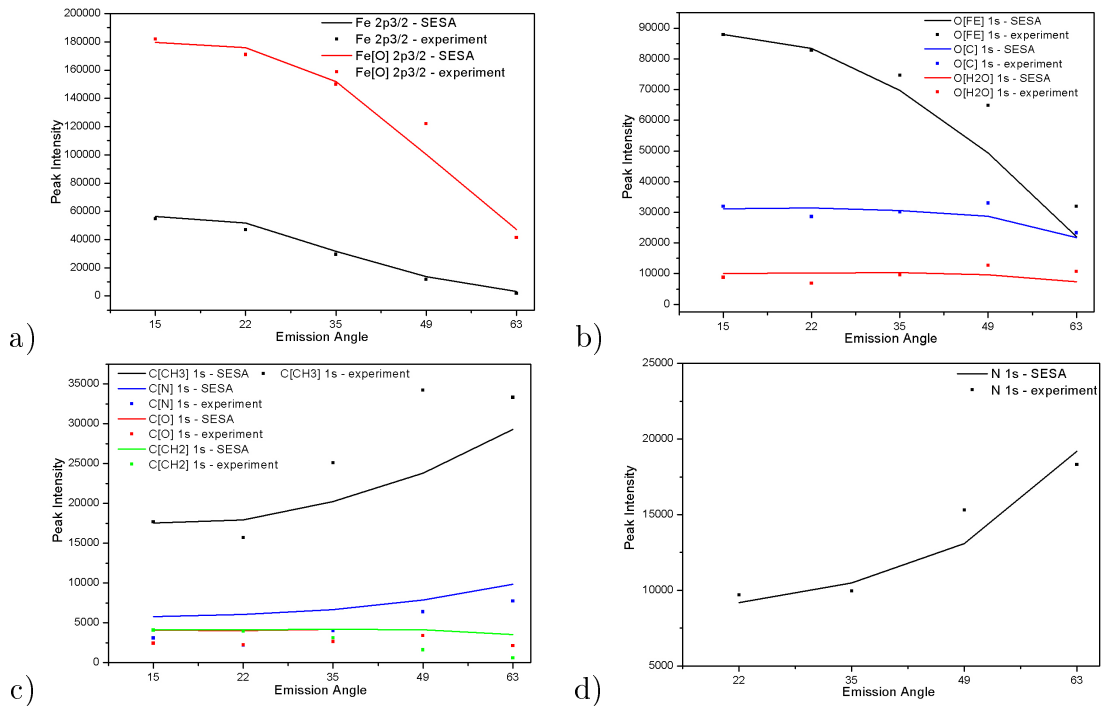 Fe 2p3/2 - SESA
Fe 2p3/2 - experiment
Fe[O] 2p3/2 - SESA
Fe[O] 2p3/2 - experiment
200000
180000
160000
140000
120000
100000
80000
60000
40000
20000
0
Peak Intensity
15 22 35 49 63
Emission Angle
a)
O[FE] 1s - SESA
O[FE] 1s - experiment
O[C] 1s - SESA
O[C] 1s - experiment
O[H2O] 1s - SESA
O[H2O] 1s - experiment
90000
80000
70000
60000
50000
40000
30000
20000
10000
0
Peak Intensity
15 22 35 49 63
Emission Angle
b)
C[CH3] 1s - SESA C[CH3] 1s - experiment
C[N] 1s - SESA
C[N] 1s - experiment
C[O] 1s - SESA
C[O] 1s - experiment
C[CH2] 1s - SESA
C[CH2] 1s - experiment
35000
30000
25000
20000
15000
10000
5000
0
Peak Intensity
15 22 35 49 63
Emission Angle
c)
N 1s - SESA
N 1s - experiment
25000
20000
15000
10000
5000
Peak Intensity
22 35 49 63
Emission Angle
d)